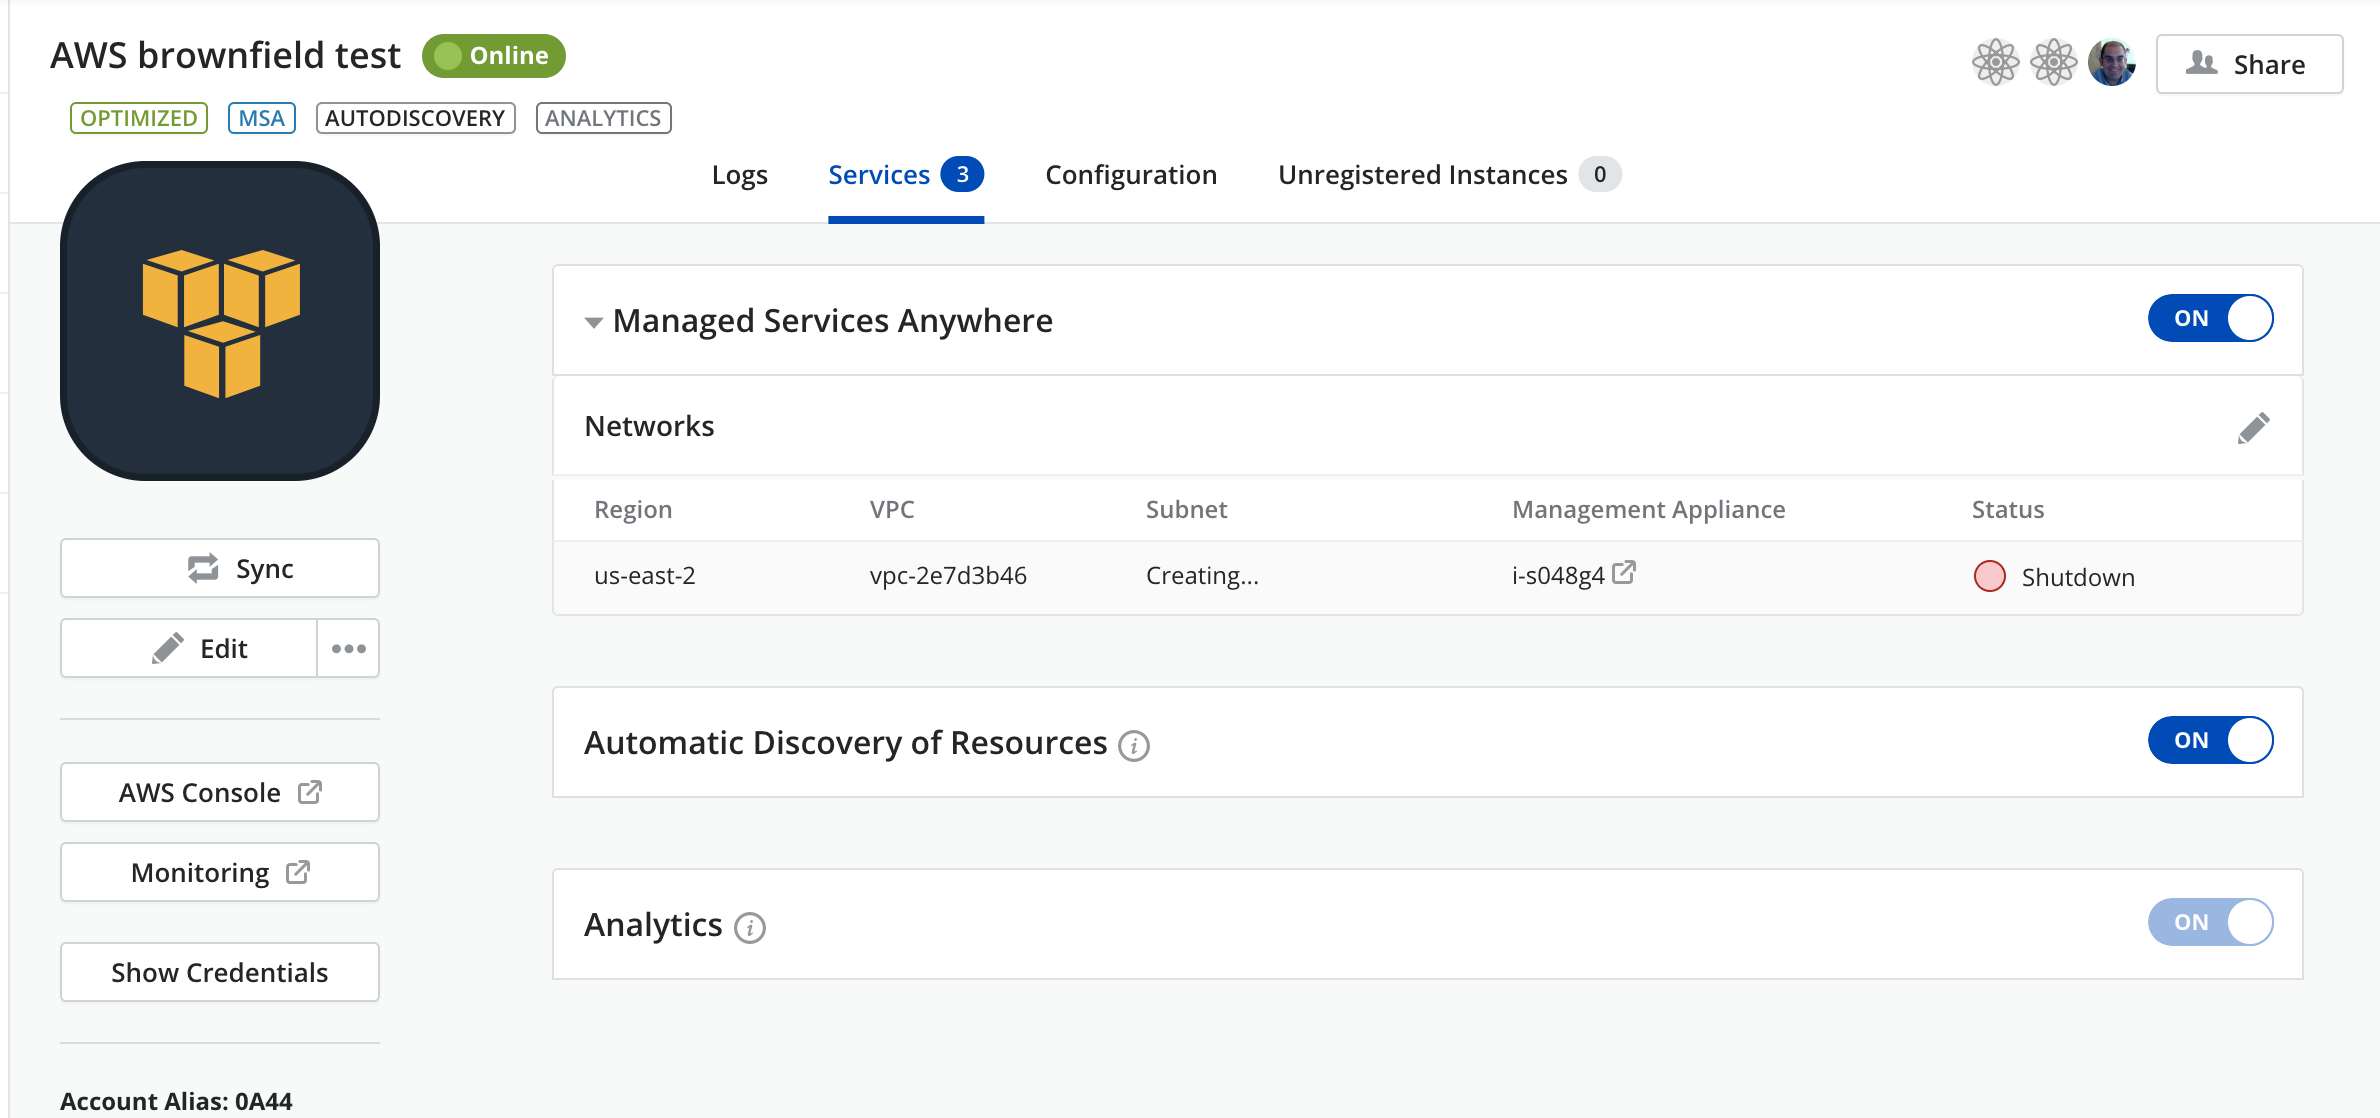 AWS brownfield test
Online
Share
OPTIMIZED
MSA
AUTODISCOVERY
ANALYTICS
Logs
Services 3
Configuration
Unregistered Instances 0
Managed Services Anywhere
ON
Networks
Region VPC Subnet Management Appliance Status
us-east-2 vpc-2e7d3b46 Creating... i-s048g4 Shutdown
Automatic Discovery of Resources i
ON
Analytics i
ON
Sync
Edit
AWS Console
Monitoring
Show Credentials
Account Alias: 0A44